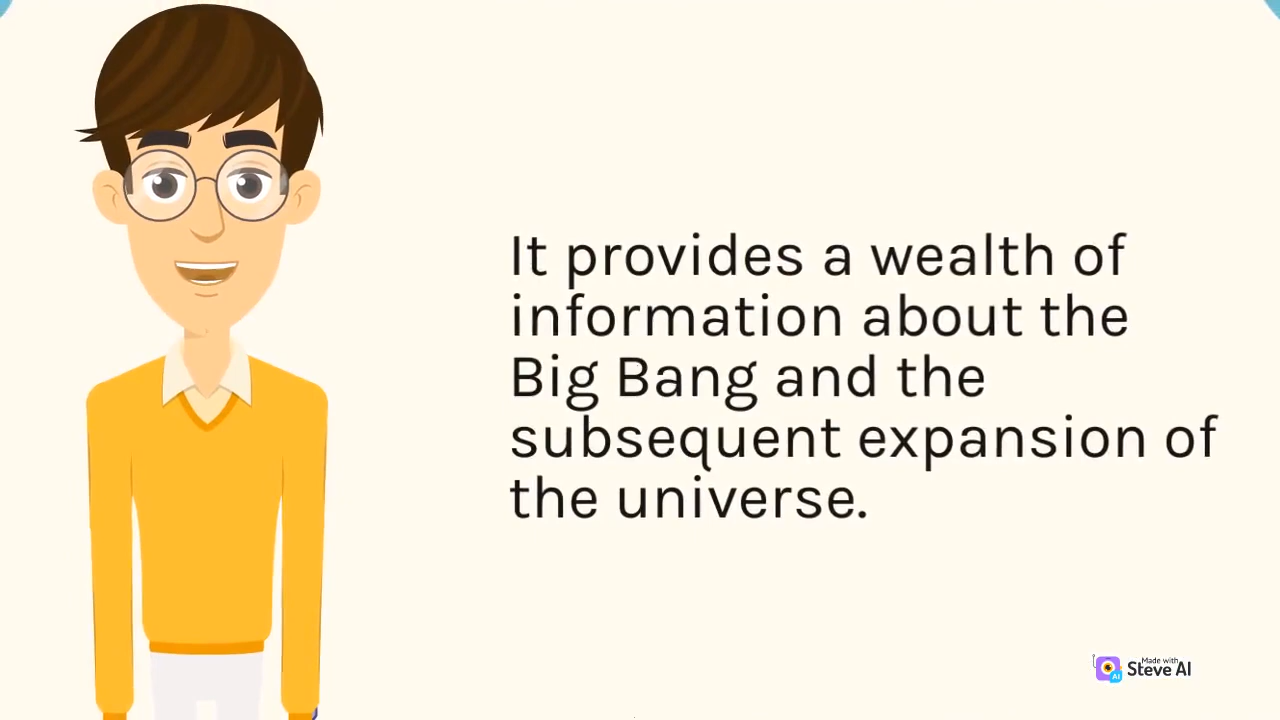 It provides a wealth of
information about the
Big Bang and the
subsequent expansion of
the universe.
Made with
Steve AI
AI